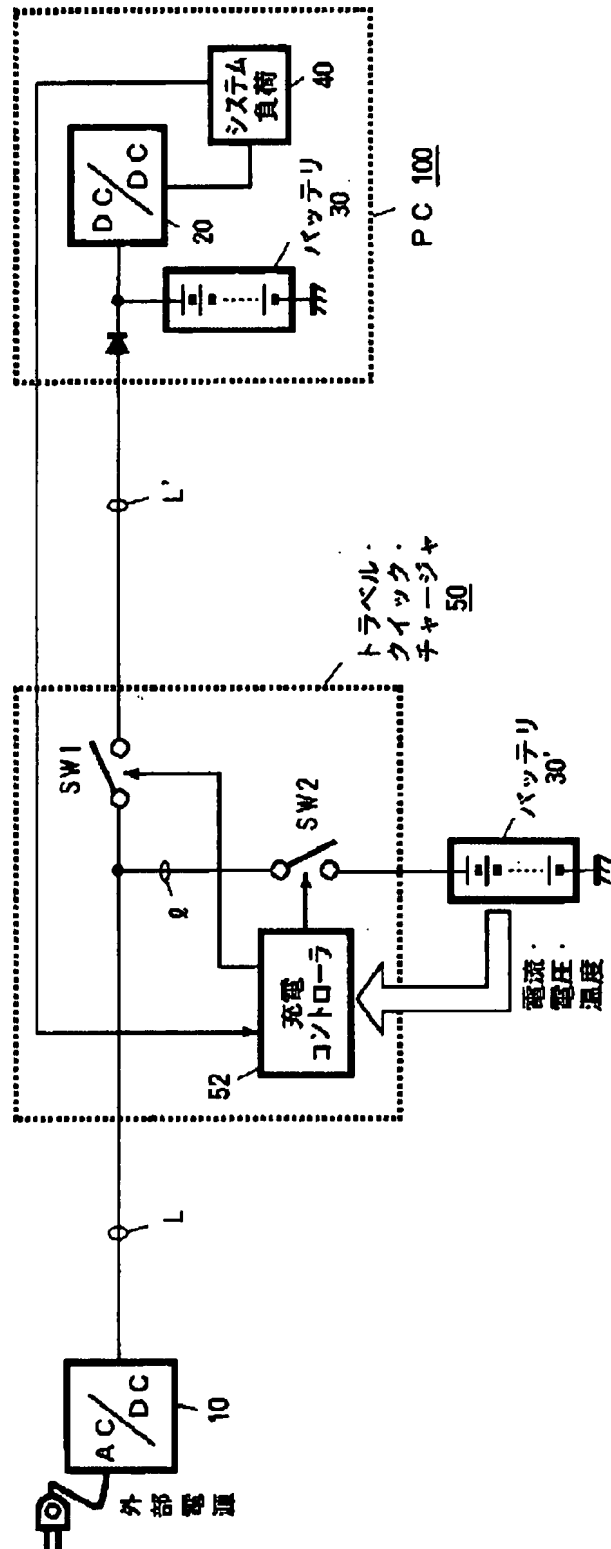 外部電源
AC/DC
10
L
トラベル・
クイック・
チャージャ
50
SW1
SW2
ℓ
充電
コントローラ
52
バッテリ
30'
電流・
電圧・
温度
L'
PC 100
DC/DC
20
バッテリ
30
システム
負荷
40